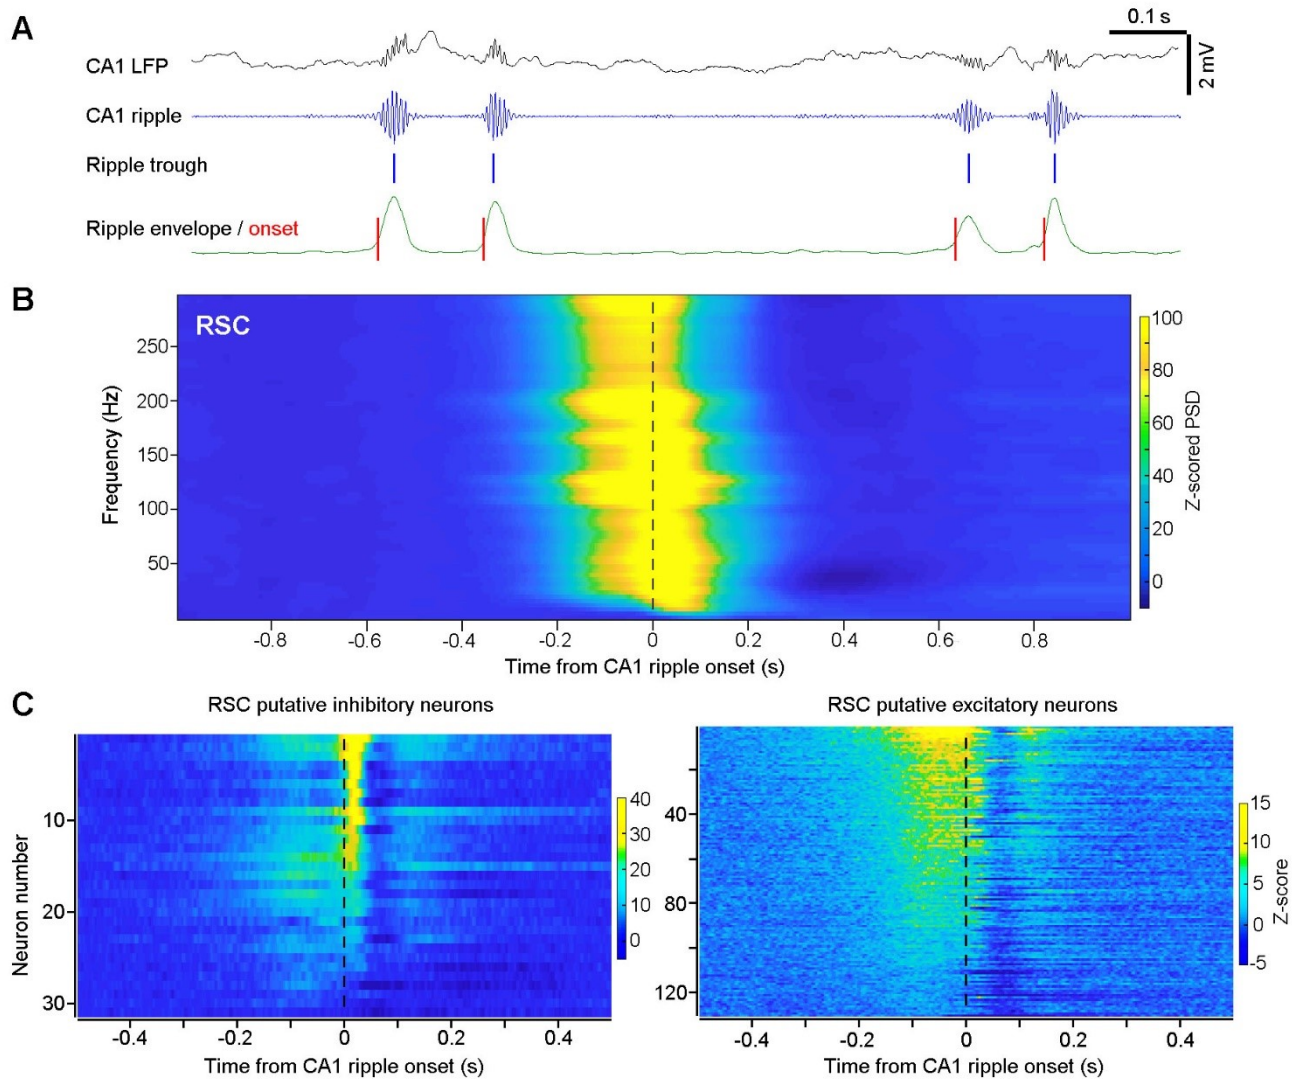 A
0.1 s
2 mV
CA1 LFP
CA1 ripple
Ripple trough
Ripple envelope / onset
B
RSC
Frequency (Hz)
250
200
150
100
50
-0.8 -0.6 -0.4 -0.2 0 0.2 0.4 0.6 0.8
Time from CA1 ripple onset (s)
100
80
60
40
20
0
Z-scored PSD
C
RSC putative inhibitory neurons
Neuron number
10
20
30
-0.4 -0.2 0 0.2 0.4
Time from CA1 ripple onset (s)
40
30
20
10
0
RSC putative excitatory neurons
40
80
120
-0.4 -0.2 0 0.2 0.4
Time from CA1 ripple onset (s)
15
10
5
0
-5
Z-score